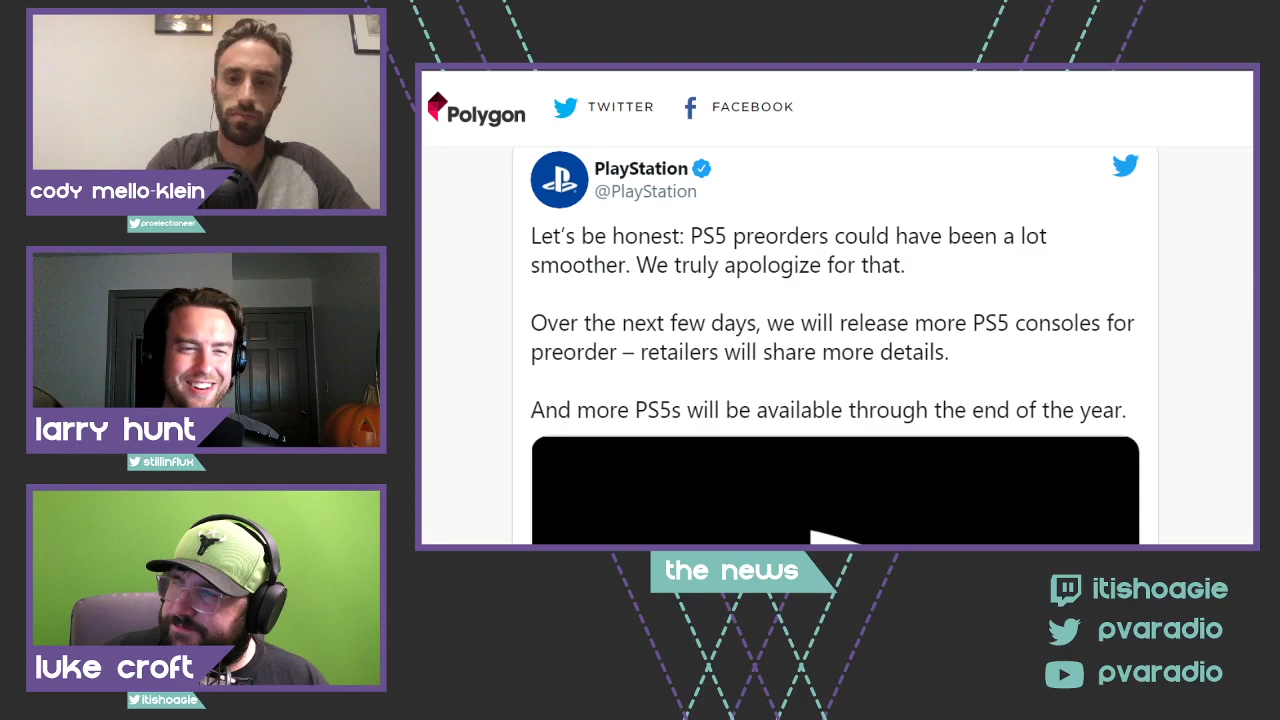 cody mello-klein
proelectioneer
larry hunt
stillinflux
luke croft
itishoagie
Polygon
TWITTER
FACEBOOK
PlayStation
@PlayStation
Let's be honest: PS5 preorders could have been a lot
smoother. We truly apologize for that.
Over the next few days, we will release more PS5 consoles for
preorder – retailers will share more details.
And more PS5s will be available through the end of the year.
the news
itishoagie
pvaradio
pvaradio